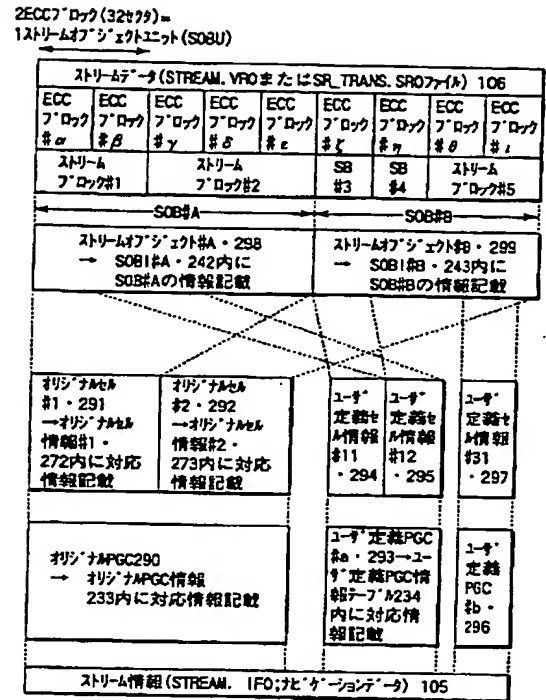 2ECCブロック(32セクタ)=
1ストリームオブジェクトユニット(SOBU)
ストリームデータ(STREAM.VROまたはSR_TRANS.SROファイル) 106
ECC ECC ECC ECC ECC ECC ECC ECC ECC
ブロック ブロック ブロック ブロック ブロック ブロック ブロック ブロック ブロック
#α #β #γ #δ #ε #ζ #η #θ #ι
ストリーム ストリーム SB SB ストリーム
ブロック#1 ブロック#2 #3 #4 ブロック#5
SOB#A SOB#B
ストリームオブジェクト#A・298
→ SOBI#A・242内に
SOB#Aの情報記載
ストリームオブジェクト#B・299
→ SOBI#B・243内に
SOB#Bの情報記載
オリジナルセル
#1・291
→オリジナルセル
情報#1・
272内に対応
情報記載
オリジナルセル
#2・292
→オリジナルセル
情報#2・
273内に対応
情報記載
ユーザ
定義セ
ル情報
#11
・294
ユーザ
定義セ
ル情報
#12
・295
ユーザ
定義セ
ル情報
#31
・297
オリジナルPGC290
→ オリジナルPGC情報
233内に対応情報記載
ユーザ定義PGC
#a・293→ユー
ザ定義PGC情
報テーブル234
内に対応情
報記載
ユーザ
定義
PGC
#b・
296
ストリーム情報(STREAM. IFO;ナビゲーションデータ) 105